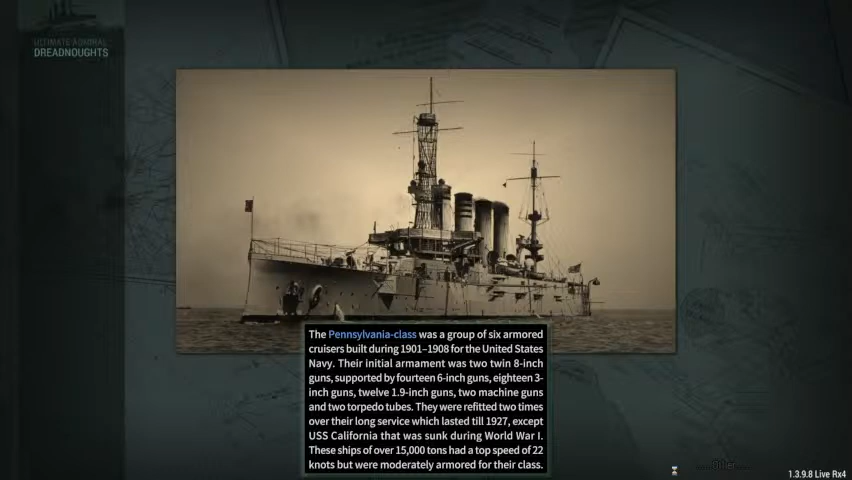 ULTIMATE ADMIRAL
DREADNOUGHTS
The Pennsylvania-class was a group of six armored
cruisers built during 1901–1908 for the United States
Navy. Their initial armament was two twin 8-inch
guns, supported by fourteen 6-inch guns, eighteen 3-
inch guns, twelve 1.9-inch guns, two machine guns
and two torpedo tubes. They were refitted two times
over their long service which lasted till 1927, except
USS California that was sunk during World War I.
These ships of over 15,000 tons had a top speed of 22
knots but were moderately armored for their class.
1.3.9.8 Live Rx4